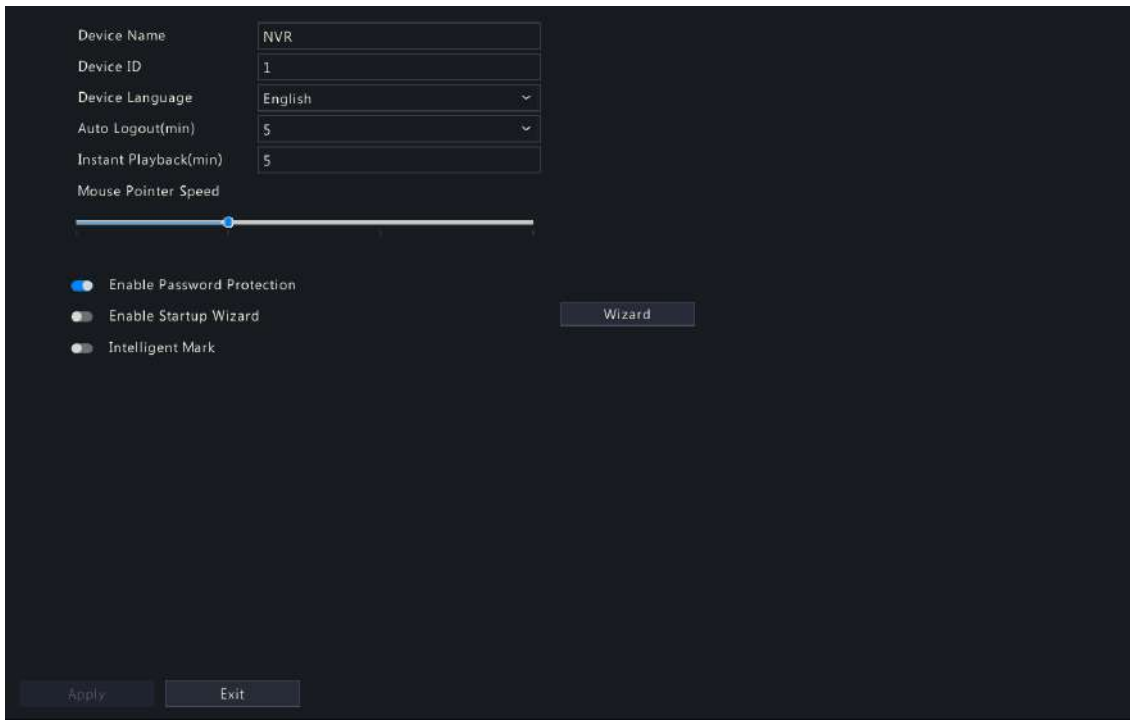 Device Name NVR
Device ID 1
Device Language English
Auto Logout(min) 5
Instant Playback(min) 5
Mouse Pointer Speed
Enable Password Protection
Enable Startup Wizard Wizard
Intelligent Mark
Apply Exit